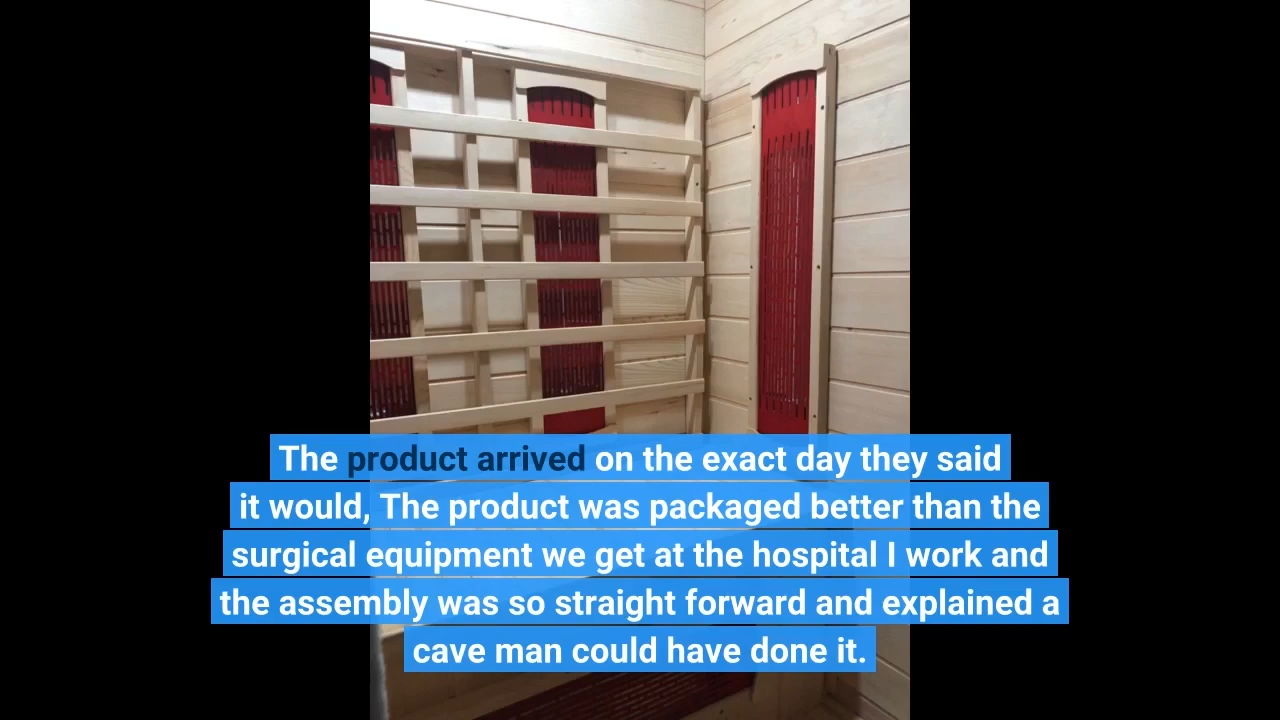 The product arrived on the exact day they said
it would, The product was packaged better than the
surgical equipment we get at the hospital I work and
the assembly was so straight forward and explained a
cave man could have done it.